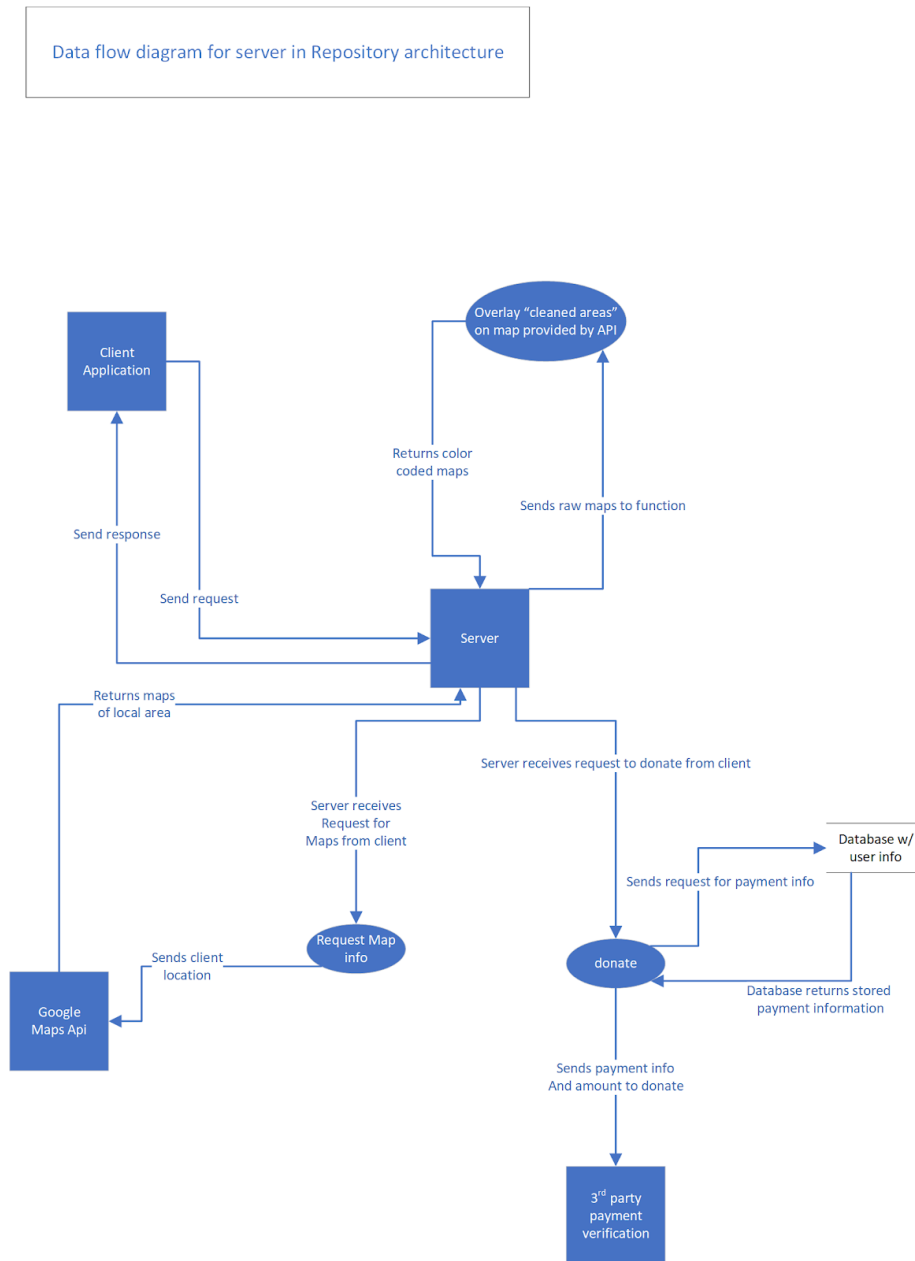 Data flow diagram for server in Repository architecture
Overlay “cleaned areas”
on map provided by API
Client
Application
Returns color
coded maps
Sends raw maps to function
Send response
Send request
Server
Returns maps
of local area
Server receives request to donate from client
Server receives
Request for
Maps from client
Database w/
user info
Sends request for payment info
Request Map
info
Sends client
location
donate
Database returns stored
payment information
Google
Maps Api
Sends payment info
And amount to donate
3rd party
payment
verification